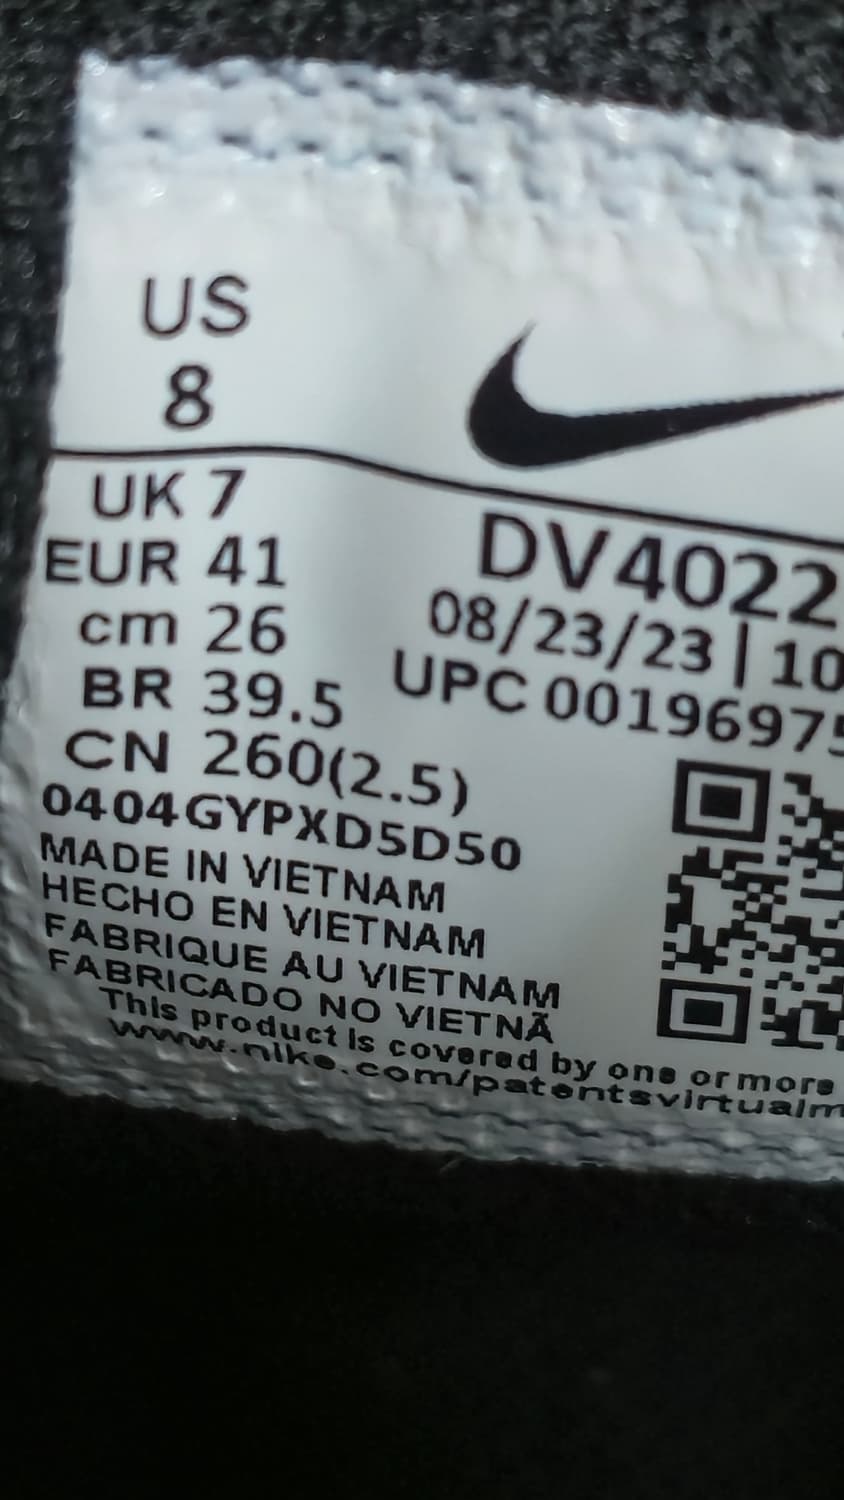 US
8
UK 7
EUR 41
cm 26
BR 39.5
CN 260(2.5)
DV4022
08/23/23 | 10
UPC 00196975
0404GYPXD5D50
MADE IN VIETNAM
HECHO EN VIETNAM
FABRIQUE AU VIETNAM
FABRICADO NO VIETNÃ
This product is covered by one or more
www.nike.com/patentsvirtualm